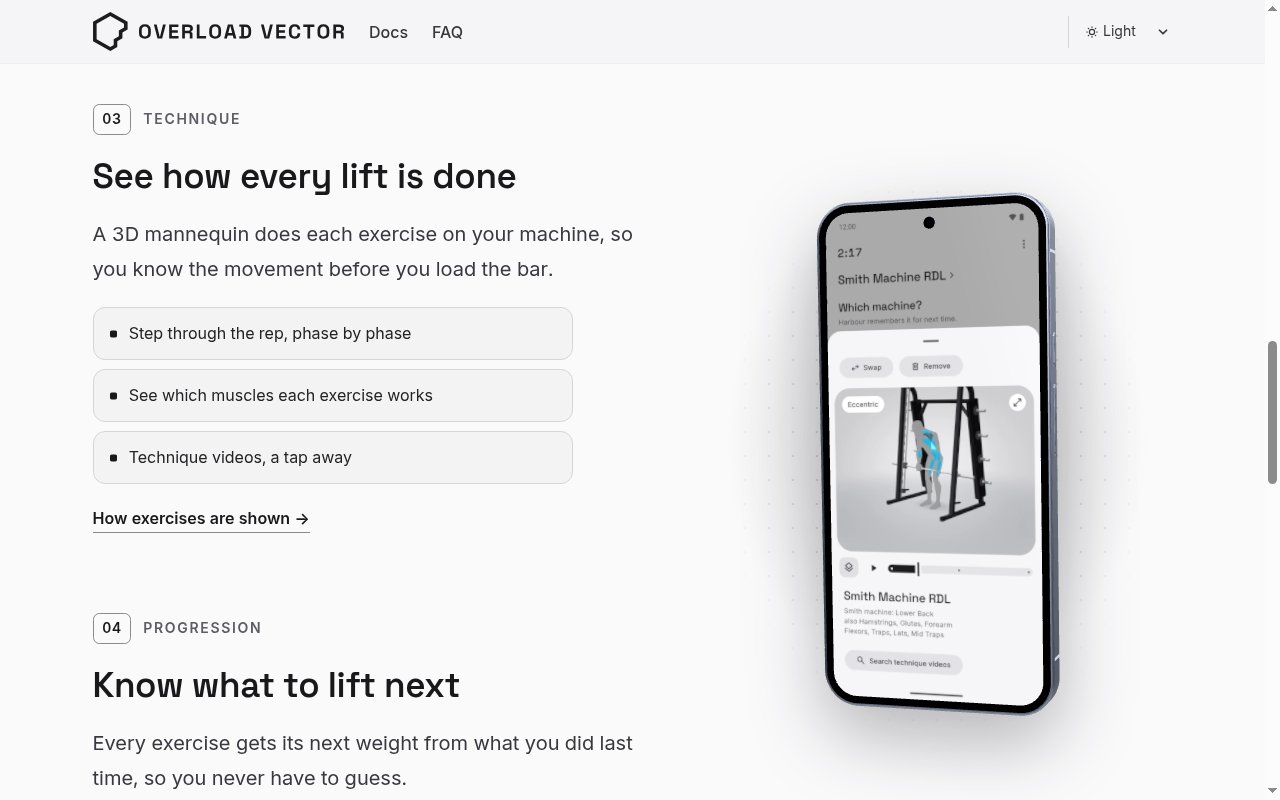 OVERLOAD VECTOR
Docs
FAQ
Light
03
TECHNIQUE
See how every lift is done
A 3D mannequin does each exercise on your machine, so
you know the movement before you load the bar.
Step through the rep, phase by phase
See which muscles each exercise works
Technique videos, a tap away
How exercises are shown →
04
PROGRESSION
Know what to lift next
Every exercise gets its next weight from what you did last
time, so you never have to guess.
12:00
2:17
Smith Machine RDL ›
Which machine?
Harbour remembers it for next time.
Swap
Remove
Eccentric
Smith Machine RDL
Smith machine: Lower Back
also Hamstrings, Glutes, Forearm
Flexors, Traps, Lats, Mid Traps
Search technique videos